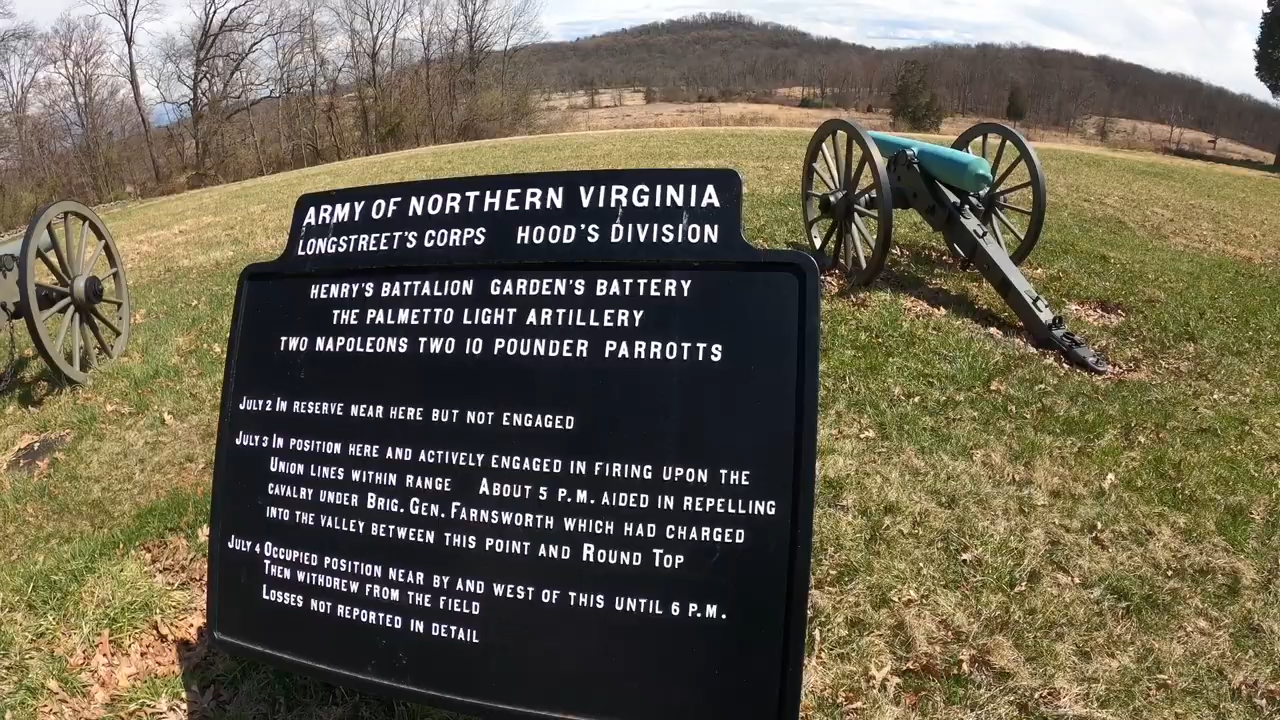 ARMY OF NORTHERN VIRGINIA
LONGSTREET'S CORPS HOOD'S DIVISION
HENRY'S BATTALION GARDEN'S BATTERY
THE PALMETTO LIGHT ARTILLERY
TWO NAPOLEONS TWO 10 POUNDER PARROTTS
JULY 2 IN RESERVE NEAR HERE BUT NOT ENGAGED
JULY 3 IN POSITION HERE AND ACTIVELY ENGAGED IN FIRING UPON THE
UNION LINES WITHIN RANGE ABOUT 5 P.M. AIDED IN REPELLING
CAVALRY UNDER BRIG. GEN. FARNSWORTH WHICH HAD CHARGED
INTO THE VALLEY BETWEEN THIS POINT AND ROUND TOP
JULY 4 OCCUPIED POSITION NEAR BY AND WEST OF THIS UNTIL 6 P.M.
THEN WITHDREW FROM THE FIELD
LOSSES NOT REPORTED IN DETAIL